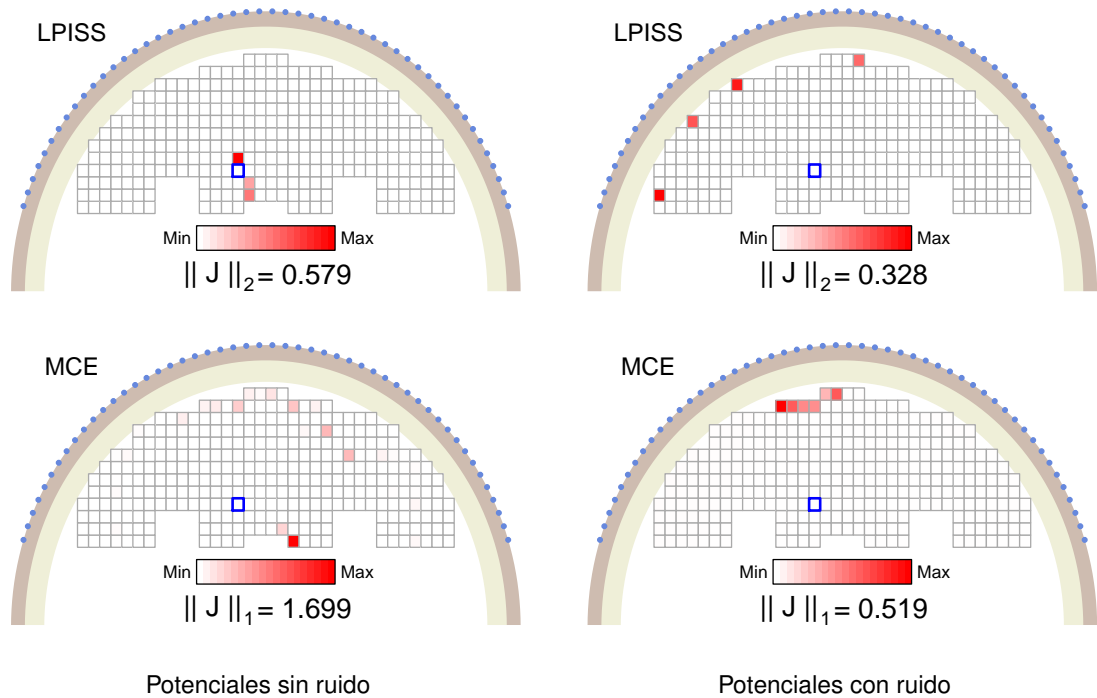 LPISS
Min Max
|| J ||2 = 0.579
LPISS
Min Max
|| J ||2 = 0.328
MCE
Min Max
|| J ||1 = 1.699
MCE
Min Max
|| J ||1 = 0.519
Potenciales sin ruido
Potenciales con ruido